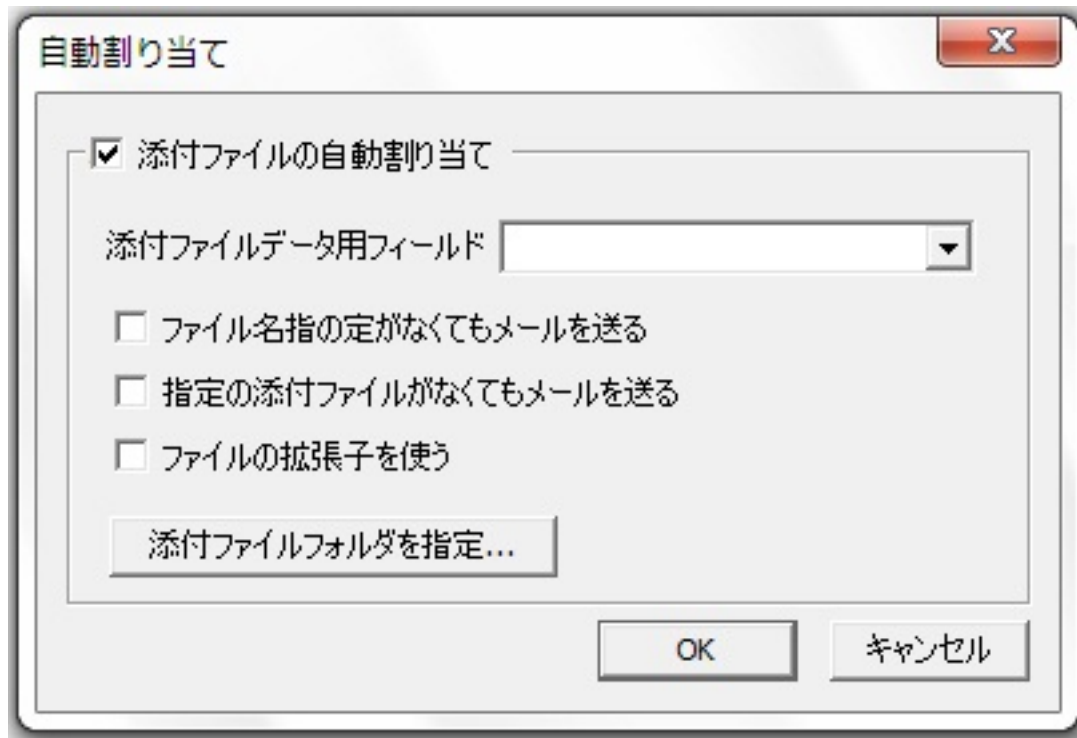 自動割り当て
添付ファイルの自動割り当て
添付ファイルデータ用フィールド
ファイル名指の定がなくてもメールを送る
指定の添付ファイルがなくてもメールを送る
ファイルの拡張子を使う
添付ファイルフォルダを指定...
OK キャンセル